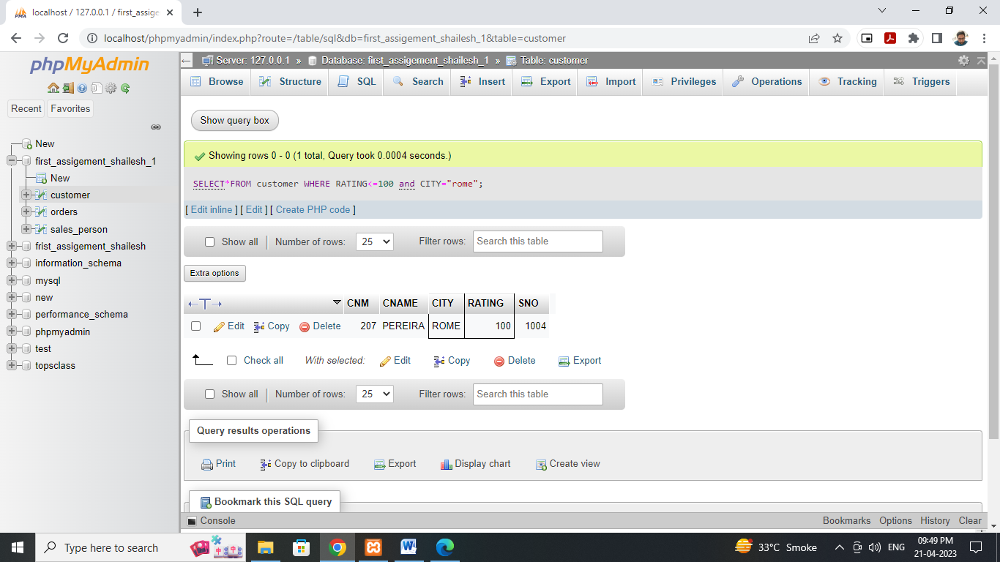 localhost / 127.0.0.1 / first_assige
localhost/phpmyadmin/index.php?route=/table/sql&db=first_assigement_shailesh_1&table=customer
phpMyAdmin
Recent Favorites
New
first_assigement_shailesh_1
New
customer
orders
sales_person
frist_assigement_shailesh
information_schema
mysql
new
performance_schema
phpmyadmin
test
topsclass
Server: 127.0.0.1 » Database: first_assigement_shailesh_1 » Table: customer
Browse Structure SQL Search Insert Export Import Privileges Operations Tracking Triggers
Show query box
Showing rows 0 - 0 (1 total, Query took 0.0004 seconds.)
SELECT*FROM customer WHERE RATING<=100 and CITY="rome";
[ Edit inline ] [ Edit ] [ Create PHP code ]
Show all Number of rows: 25 Filter rows: Search this table
Extra options
CNM CNAME CITY RATING SNO
Edit Copy Delete 207 PEREIRA ROME 100 1004
Check all With selected: Edit Copy Delete Export
Show all Number of rows: 25 Filter rows: Search this table
Query results operations
Print Copy to clipboard Export Display chart Create view
Bookmark this SQL query
Console Bookmarks Options History Clear
Type here to search
33°C Smoke ENG
09:49 PM
21-04-2023